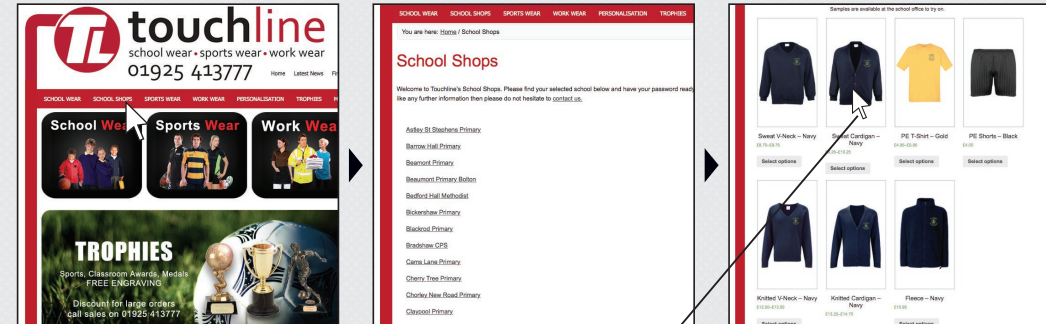 TL
touchline
school wear • sports wear • work wear
01925 413777
Home Latest News
SCHOOL WEAR SCHOOL SHOPS SPORTS WEAR WORK WEAR PERSONALISATION TROPHIES
School Wear
Sports Wear
Work Wea
TROPHIES
Sports, Classroom Awards, Medals
FREE ENGRAVING
Discount for large orders
call sales on 01925 413777
SCHOOL WEAR SCHOOL SHOPS SPORTS WEAR WORK WEAR PERSONALISATION TROPHIES
You are here: Home / School Shops
School Shops
Welcome to Touchline's School Shops. Please find your selected school below and have your password ready
like any further information then please do not hesitate to contact us.
Astley St Stephens Primary
Barrow Hall Primary
Beamont Primary
Beaumont Primary Bolton
Bedford Hall Methodist
Bickershaw Primary
Blackrod Primary
Bradshaw CPS
Cams Lane Primary
Cherry Tree Primary
Chorley New Road Primary
Claypool Primary
Samples are available at the school office to try on.
Sweat V-Neck – Navy
Select options
Sweat Cardigan –
Navy
Select options
PE T-Shirt – Gold
Select options
PE Shorts – Black
Select options
Knitted V-Neck – Navy
Select options
Knitted Cardigan –
Navy
Fleece – Navy
Select options